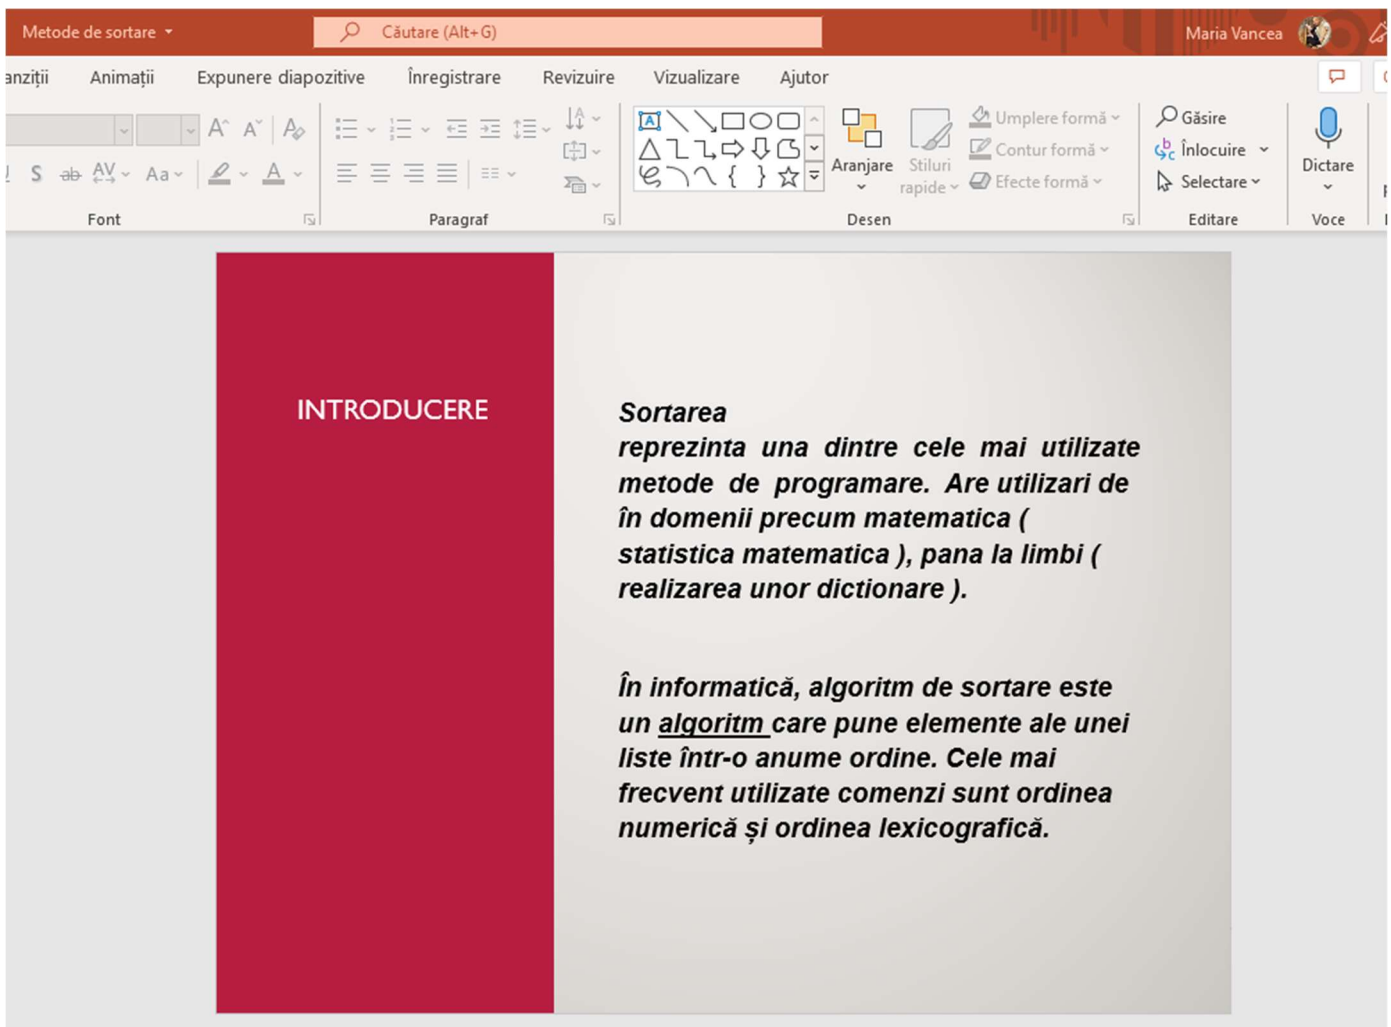 Metode de sortare
Căutare (Alt+G)
Maria Vancea
anziții Animații Expunere diapozitive Înregistrare Revizuire Vizualizare Ajutor
Umplere formă
Găsire
Contur formă
Înlocuire
Aranjare
Stiluri rapide
Dictare
Efecte formă
Selectare
Font Paragraf Desen Editare Voce
INTRODUCERE
Sortarea
reprezinta una dintre cele mai utilizate
metode de programare. Are utilizari de
în domenii precum matematica (
statistica matematica ), pana la limbi (
realizarea unor dictionare ).
În informatică, algoritm de sortare este
un algoritm care pune elemente ale unei
liste într-o anume ordine. Cele mai
frecvent utilizate comenzi sunt ordinea
numerică și ordinea lexicografică.